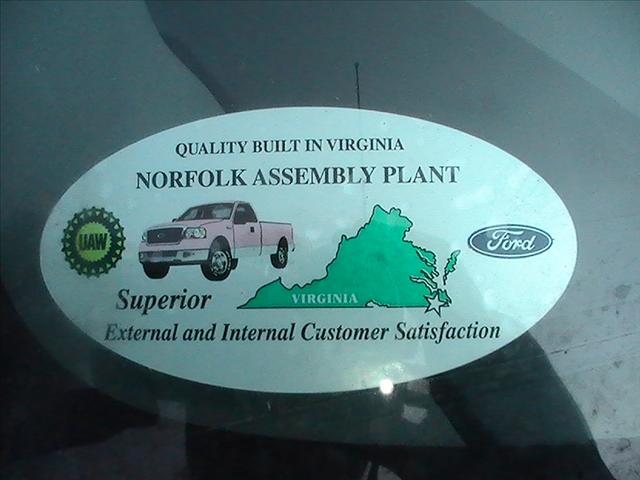 QUALITY BUILT IN VIRGINIA
NORFOLK ASSEMBLY PLANT
UAW
Ford
VIRGINIA
Superior
External and Internal Customer Satisfaction